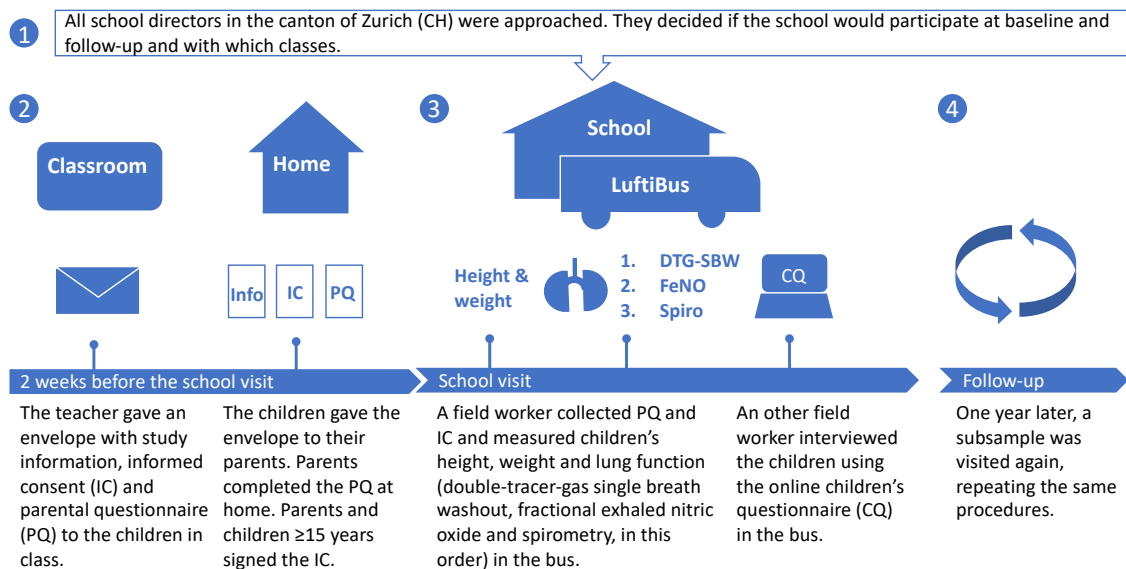 1
All school directors in the canton of Zurich (CH) were approached. They decided if the school would participate at baseline and
follow-up and with which classes.
2
Classroom
Home
Info
IC
PQ
2 weeks before the school visit
The teacher gave an
envelope with study
information, informed
consent (IC) and
parental questionnaire
(PQ) to the children in
class.
The children gave the
envelope to their
parents. Parents
completed the PQ at
home. Parents and
children ≥15 years
signed the IC.
3
School
LuftiBus
Height &
weight
1. DTG-SBW
2. FeNO
3. Spiro
CQ
School visit
A field worker collected PQ and
IC and measured children’s
height, weight and lung function
(double-tracer-gas single breath
washout, fractional exhaled nitric
oxide and spirometry, in this
order) in the bus.
An other field
worker interviewed
the children using
the online children’s
questionnaire (CQ)
in the bus.
4
Follow-up
One year later, a
subsample was
visited again,
repeating the same
procedures.